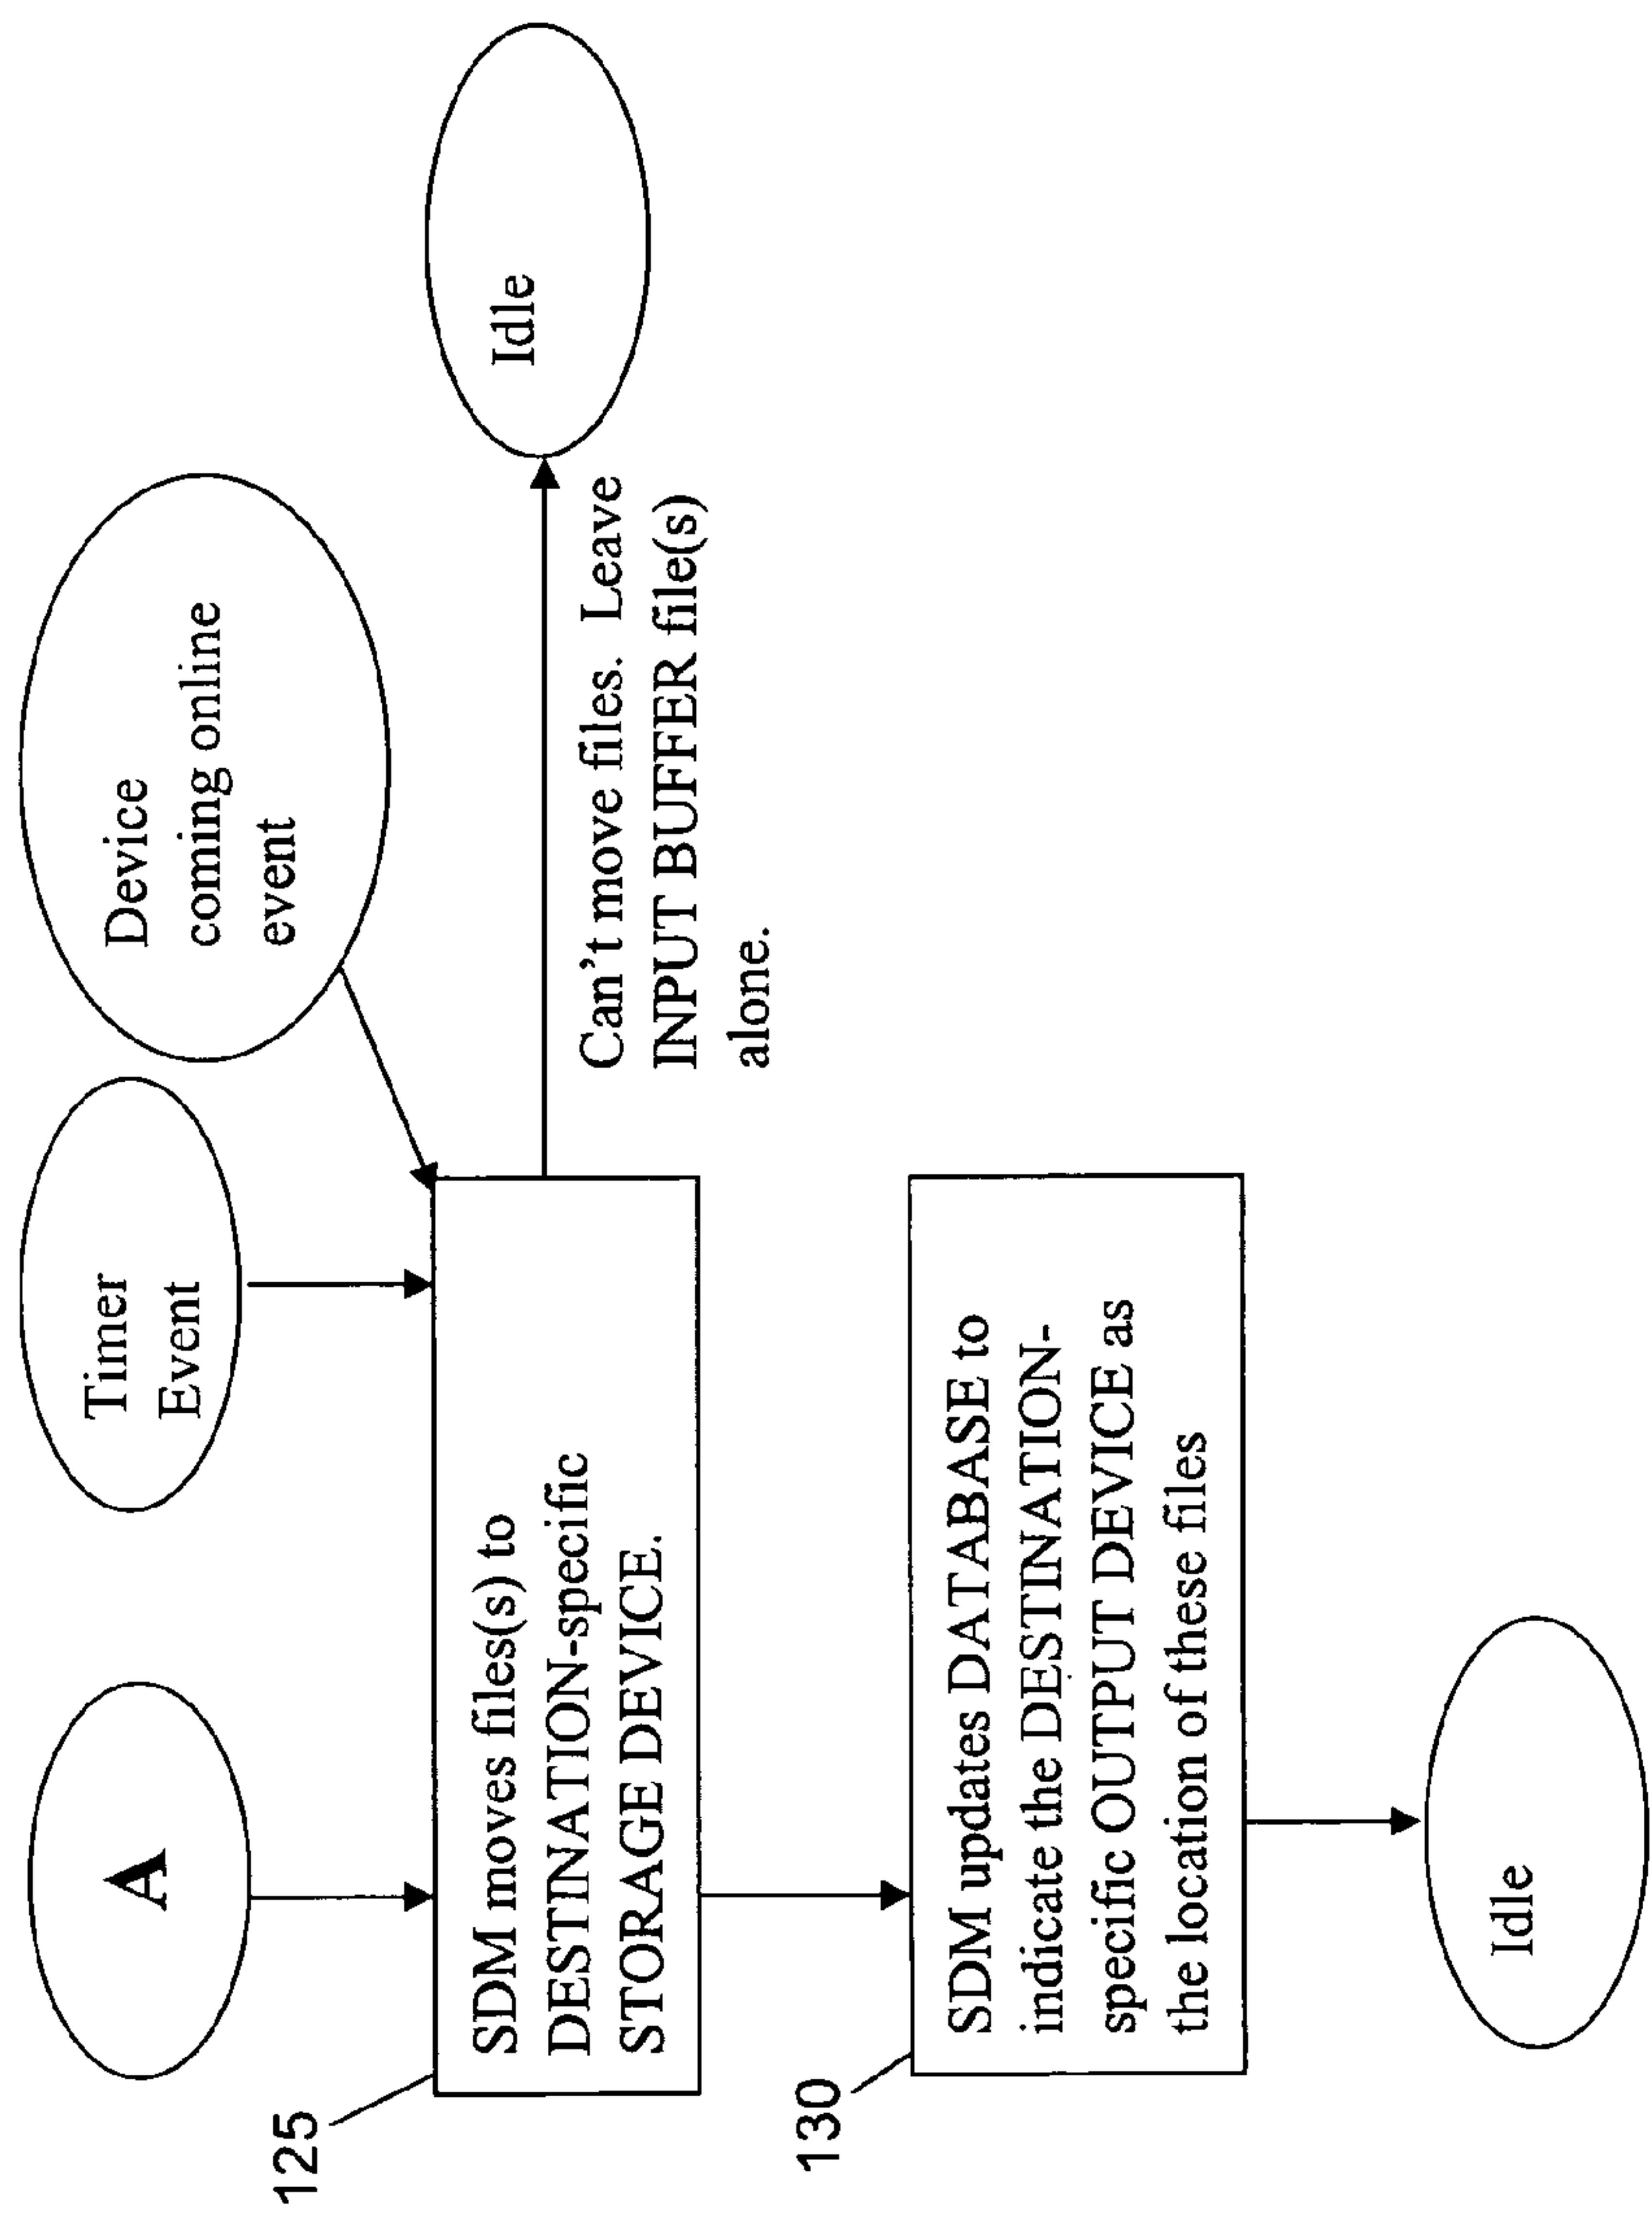 A
Timer
Event
Device
coming online
event
125
SDM moves files(s) to
DESTINATION-specific
STORAGE DEVICE.
Can't move files. Leave
INPUT BUFFER file(s)
alone.
Idle
130
SDM updates DATABASE to
indicate the DESTINATION-
specific OUTPUT DEVICE as
the location of these files
Idle